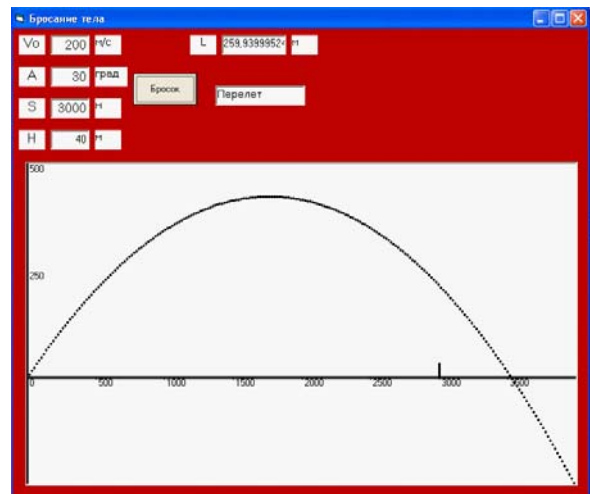 Бросание тела
Vo 200 м/с L 259,9399952 м
A 30 град
Бросок
Перелет
S 3000 м
H 40 м
500
250
0 500 1000 1500 2000 2500 3000 3500